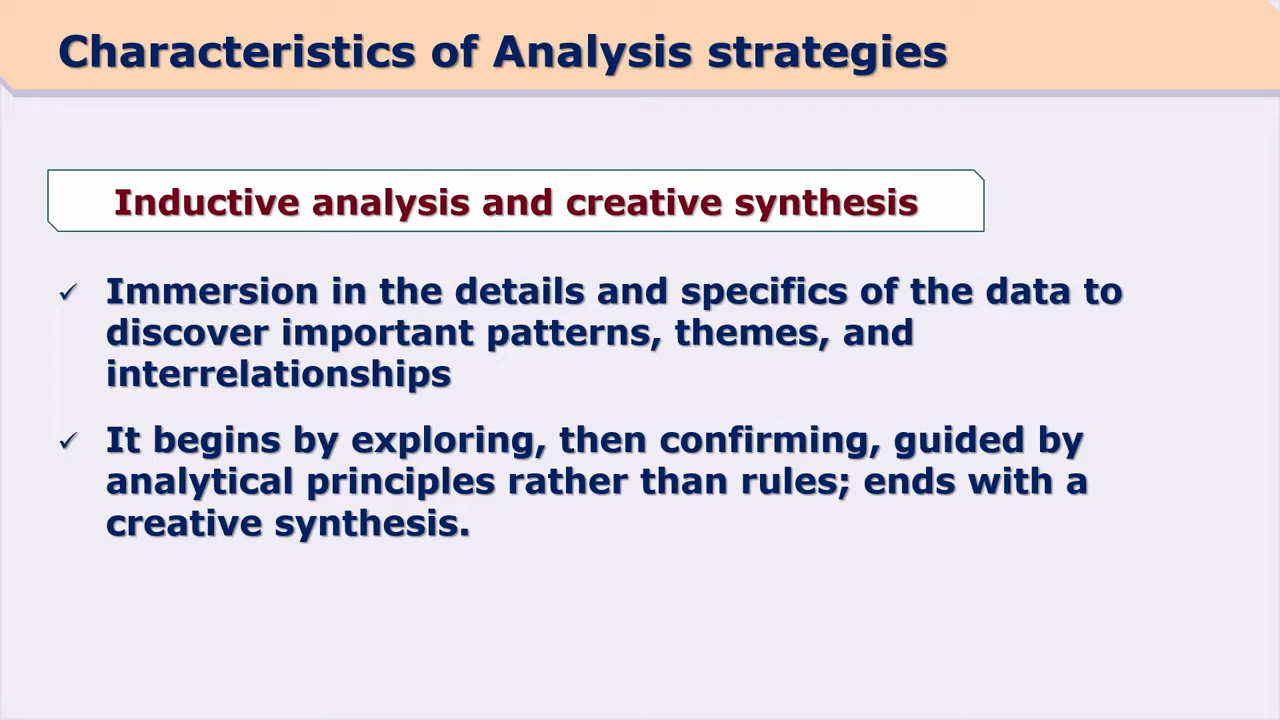 Characteristics of Analysis strategies
Inductive analysis and creative synthesis
✓ Immersion in the details and specifics of the data to
discover important patterns, themes, and
interrelationships
✓ It begins by exploring, then confirming, guided by
analytical principles rather than rules; ends with a
creative synthesis.